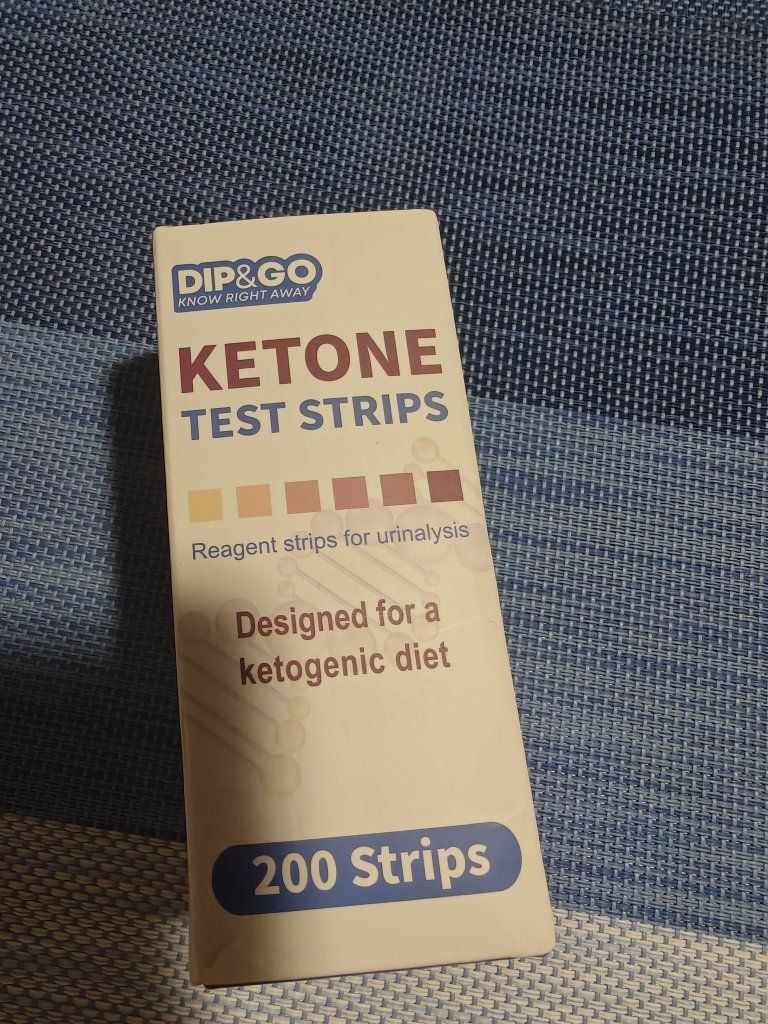 DIP&GO
KNOW RIGHT AWAY
KETONE
TEST STRIPS
Reagent strips for urinalysis
Designed for a
ketogenic diet
200 Strips